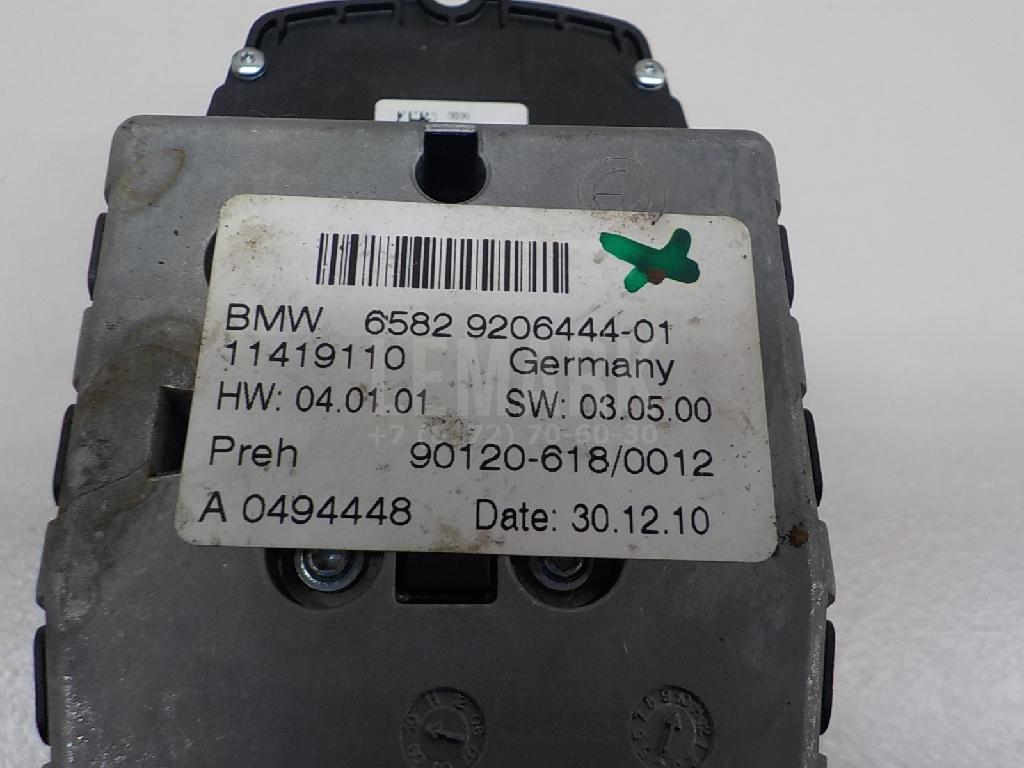 BMW 6582 9206444-01
11419110 Germany
HW: 04.01.01 SW: 03.05.00
Preh 90120-618/0012
A 0494448 Date: 30.12.10